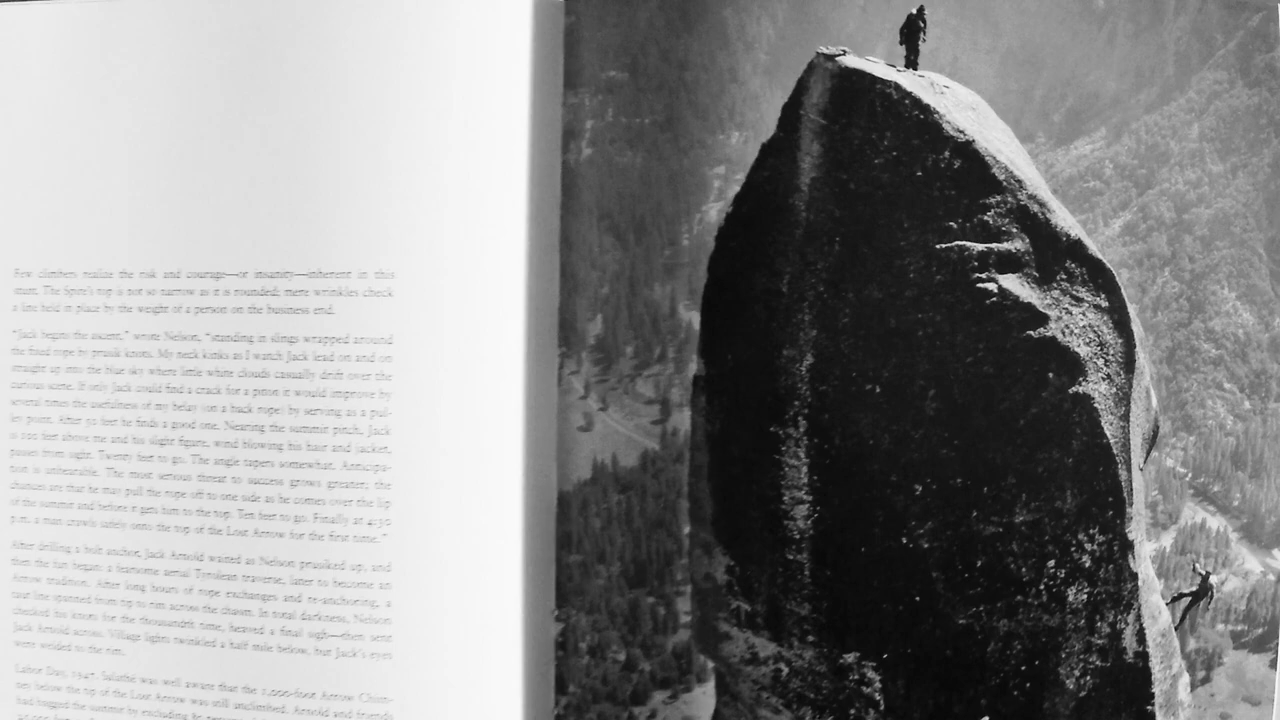 Few climbers realize the risk and courage—or insanity—inherent in this
stunt. The Spire's top is not so narrow as it is rounded; mere wrinkles check
a line held in place by the weight of a person on the business end.
"Jack begins the ascent," wrote Nelson, "standing in slings wrapped around
the fixed rope by prusik knots. My neck kinks as I watch Jack lead on and on
straight up into the blue sky where little white clouds casually drift over the
curious scene. If only Jack could find a crack for a piton it would improve by
several times the usefulness of my belay (on a back rope) by serving as a pul-
ley point. After 50 feet he finds a good one. Nearing the summit pitch, Jack
is 100 feet above me and his slight figure, wind blowing his hair and jacket,
passes from sight. Twenty feet to go. The angle tapers somewhat. Anticipa-
tion is unbearable. The most serious threat to success grows greater; the
chances are that he may pull the rope off to one side as he comes over the lip
of the summit and before it gets him to the top. Ten feet to go. Finally at 4:30
p.m. a man crawls safely onto the top of the Lost Arrow for the first time."
After drilling a bolt anchor, Jack Arnold waited as Nelson prusiked up, and
then the two began a fearsome aerial Tyrolean traverse, later to become an
Arrow tradition. After long hours of rope exchanges and re-anchoring, a
taut line spanned from tip to rim across the chasm. In total darkness, Nelson
checked his knots for the thousandth time, heaved a final sigh—then sent
Jack Arnold across. Village lights twinkled a half mile below, but Jack's eyes
were welded to the rim.
Labor Day, 1947. Salathé was well aware that the 1,000-foot Arrow Chim-
ney below the tip of the Lost Arrow was still unclimbed. Arnold and friends
had bagged the summit by excluding